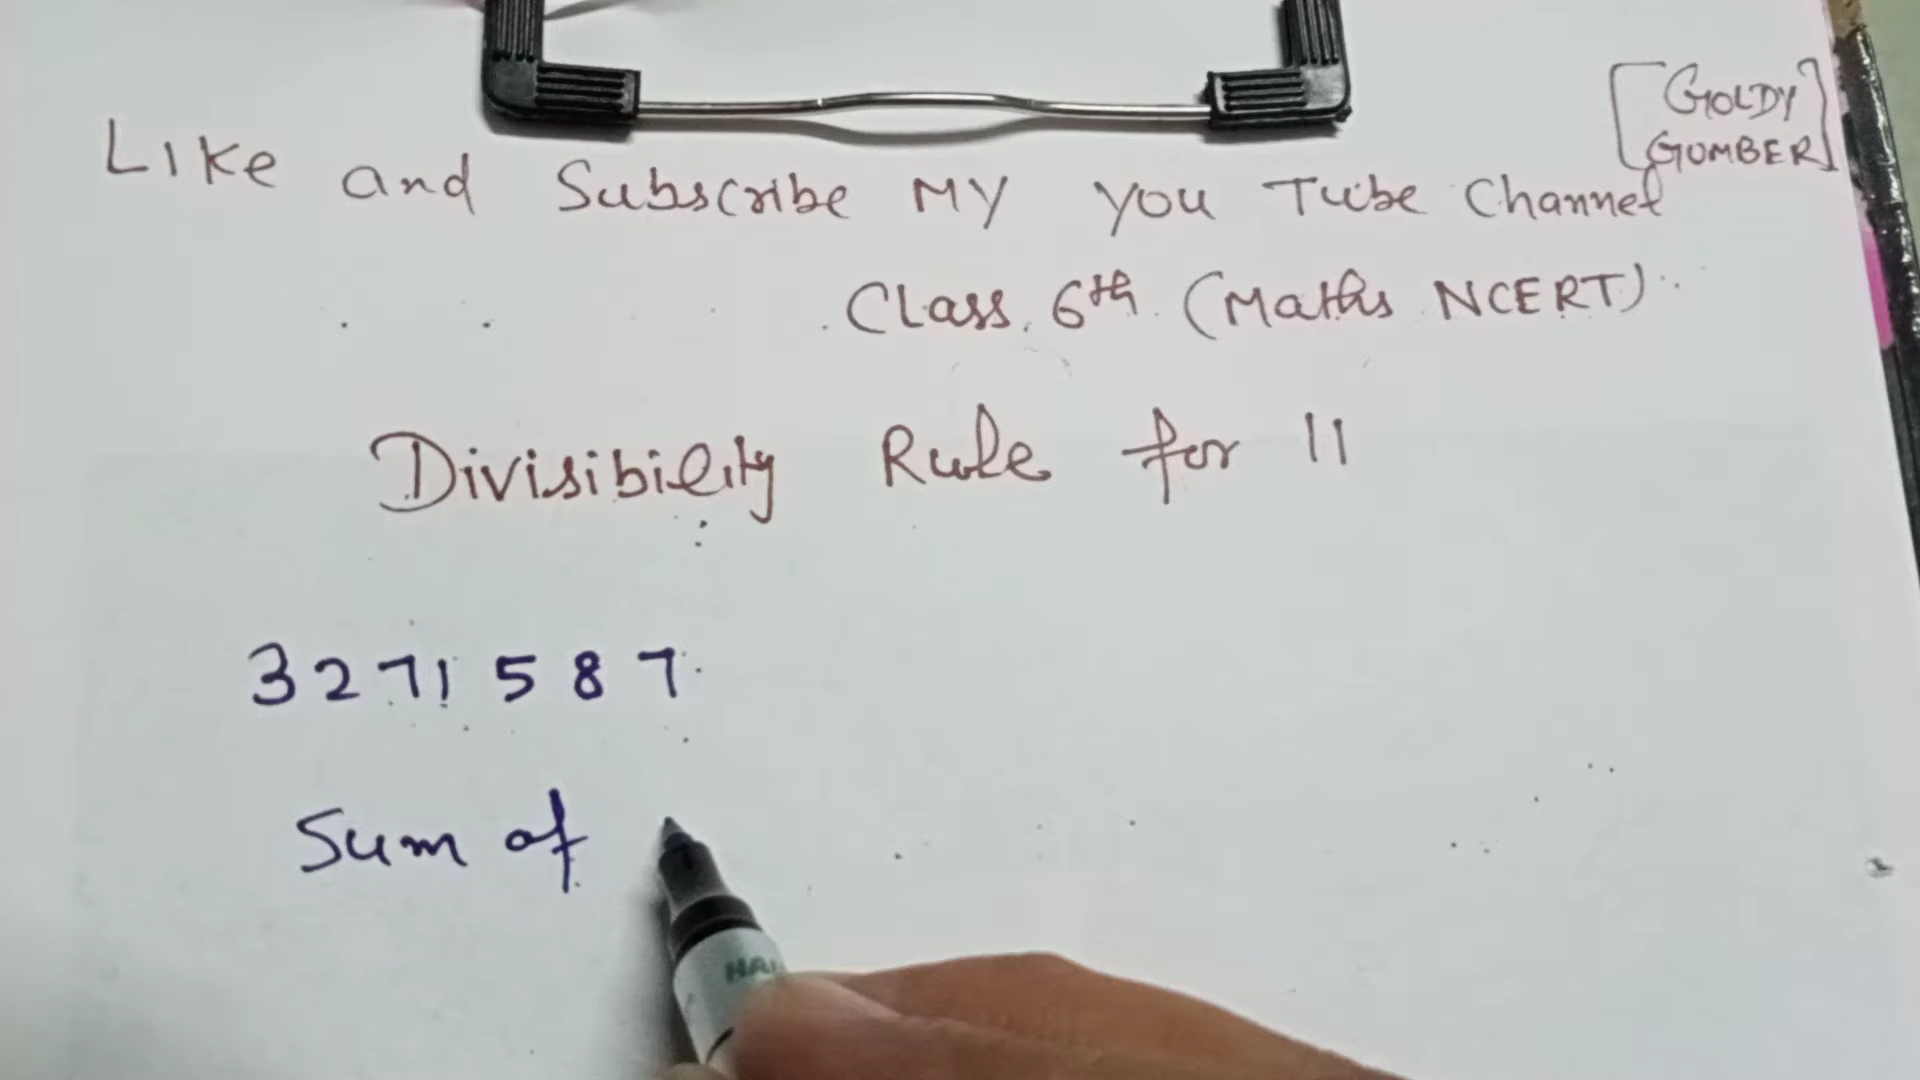 [GOLDY
GUMBER]
Like and Subscribe My you Tube Channel
Class 6th (Maths NCERT)
Divisibility Rule for 11
3271587
Sum of